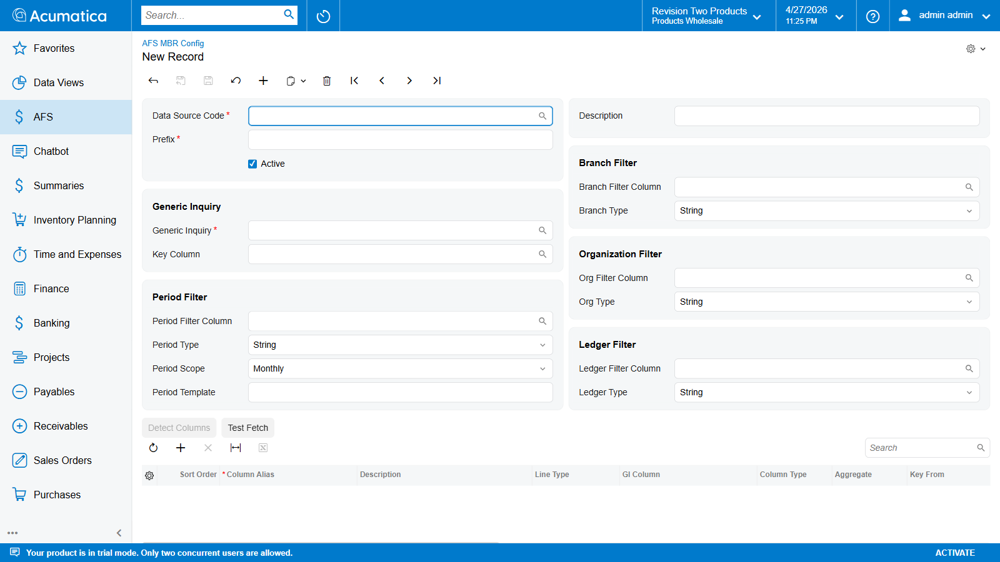 Acumatica
Search...
Revision Two Products
Products Wholesale
4/27/2026
11:25 PM
admin admin
Favorites
Data Views
AFS
Chatbot
Summaries
Inventory Planning
Time and Expenses
Finance
Banking
Projects
Payables
Receivables
Sales Orders
Purchases
AFS MBR Config
New Record
Data Source Code *
Prefix *
Active
Generic Inquiry
Generic Inquiry *
Key Column
Period Filter
Period Filter Column
Period Type String
Period Scope Monthly
Period Template
Description
Branch Filter
Branch Filter Column
Branch Type String
Organization Filter
Org Filter Column
Org Type String
Ledger Filter
Ledger Filter Column
Ledger Type String
Detect Columns Test Fetch
Search
Sort Order * Column Alias Description Line Type GI Column Column Type Aggregate Key From
Your product is in trial mode. Only two concurrent users are allowed.
ACTIVATE